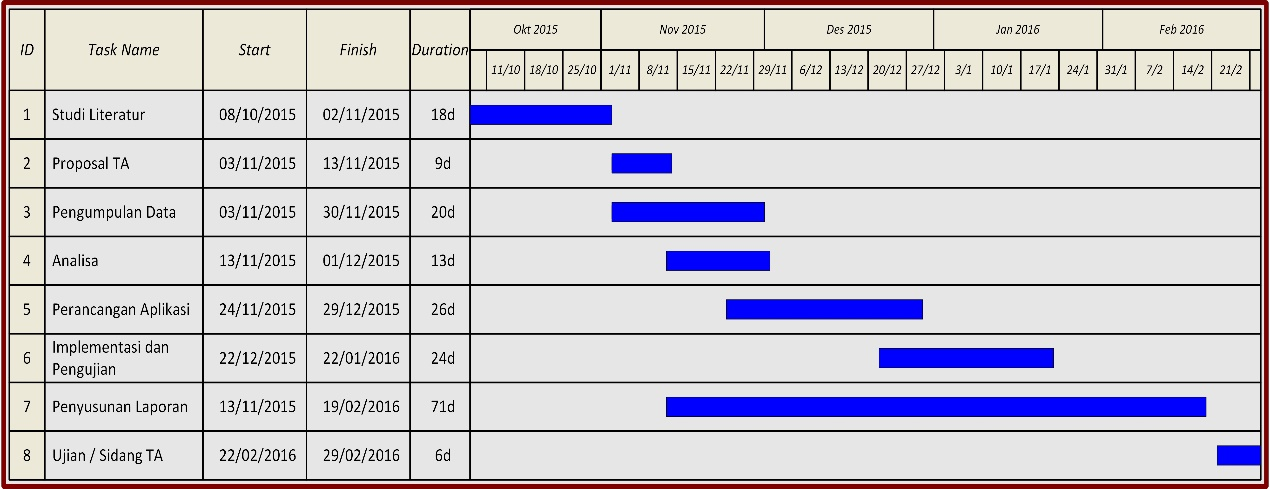 ID Task Name Start Finish Duration Okt 2015 Nov 2015 Des 2015 Jan 2016 Feb 2016
11/10 18/10 25/10 1/11 8/11 15/11 22/11 29/11 6/12 13/12 20/12 27/12 3/1 10/1 17/1 24/1 31/1 7/2 14/2 21/2
1 Studi Literatur 08/10/2015 02/11/2015 18d
2 Proposal TA 03/11/2015 13/11/2015 9d
3 Pengumpulan Data 03/11/2015 30/11/2015 20d
4 Analisa 13/11/2015 01/12/2015 13d
5 Perancangan Aplikasi 24/11/2015 29/12/2015 26d
6 Implementasi dan
Pengujian 22/12/2015 22/01/2016 24d
7 Penyusunan Laporan 13/11/2015 19/02/2016 71d
8 Ujian / Sidang TA 22/02/2016 29/02/2016 6d